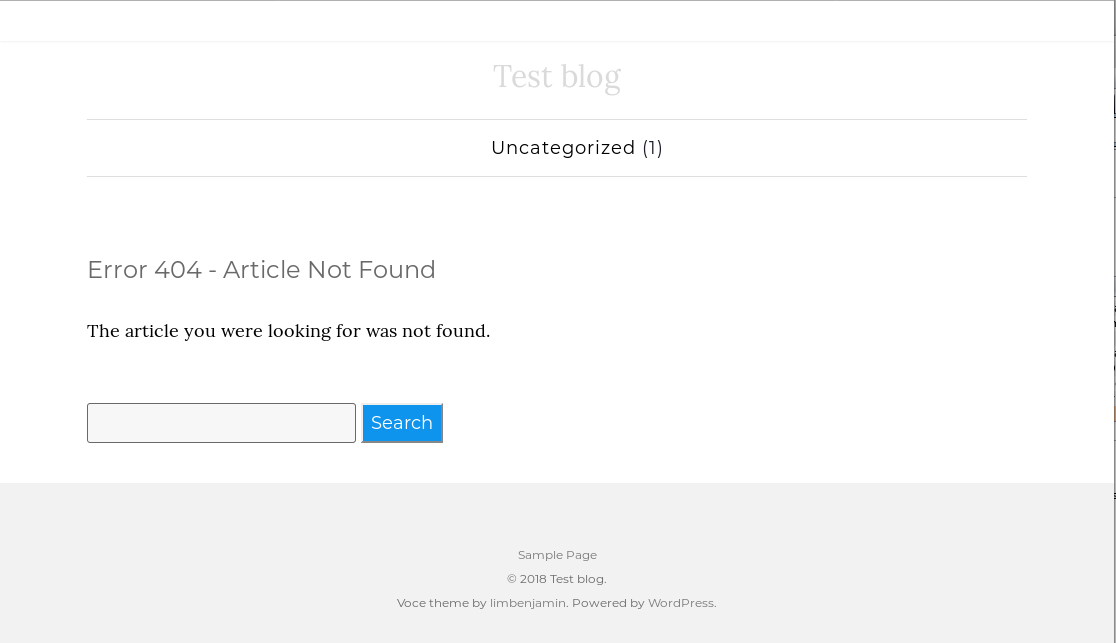 Test blog
Uncategorized (1)
Error 404 - Article Not Found
The article you were looking for was not found.
Search
Sample Page
© 2018 Test blog.
Voce theme by limbenjamin. Powered by WordPress.